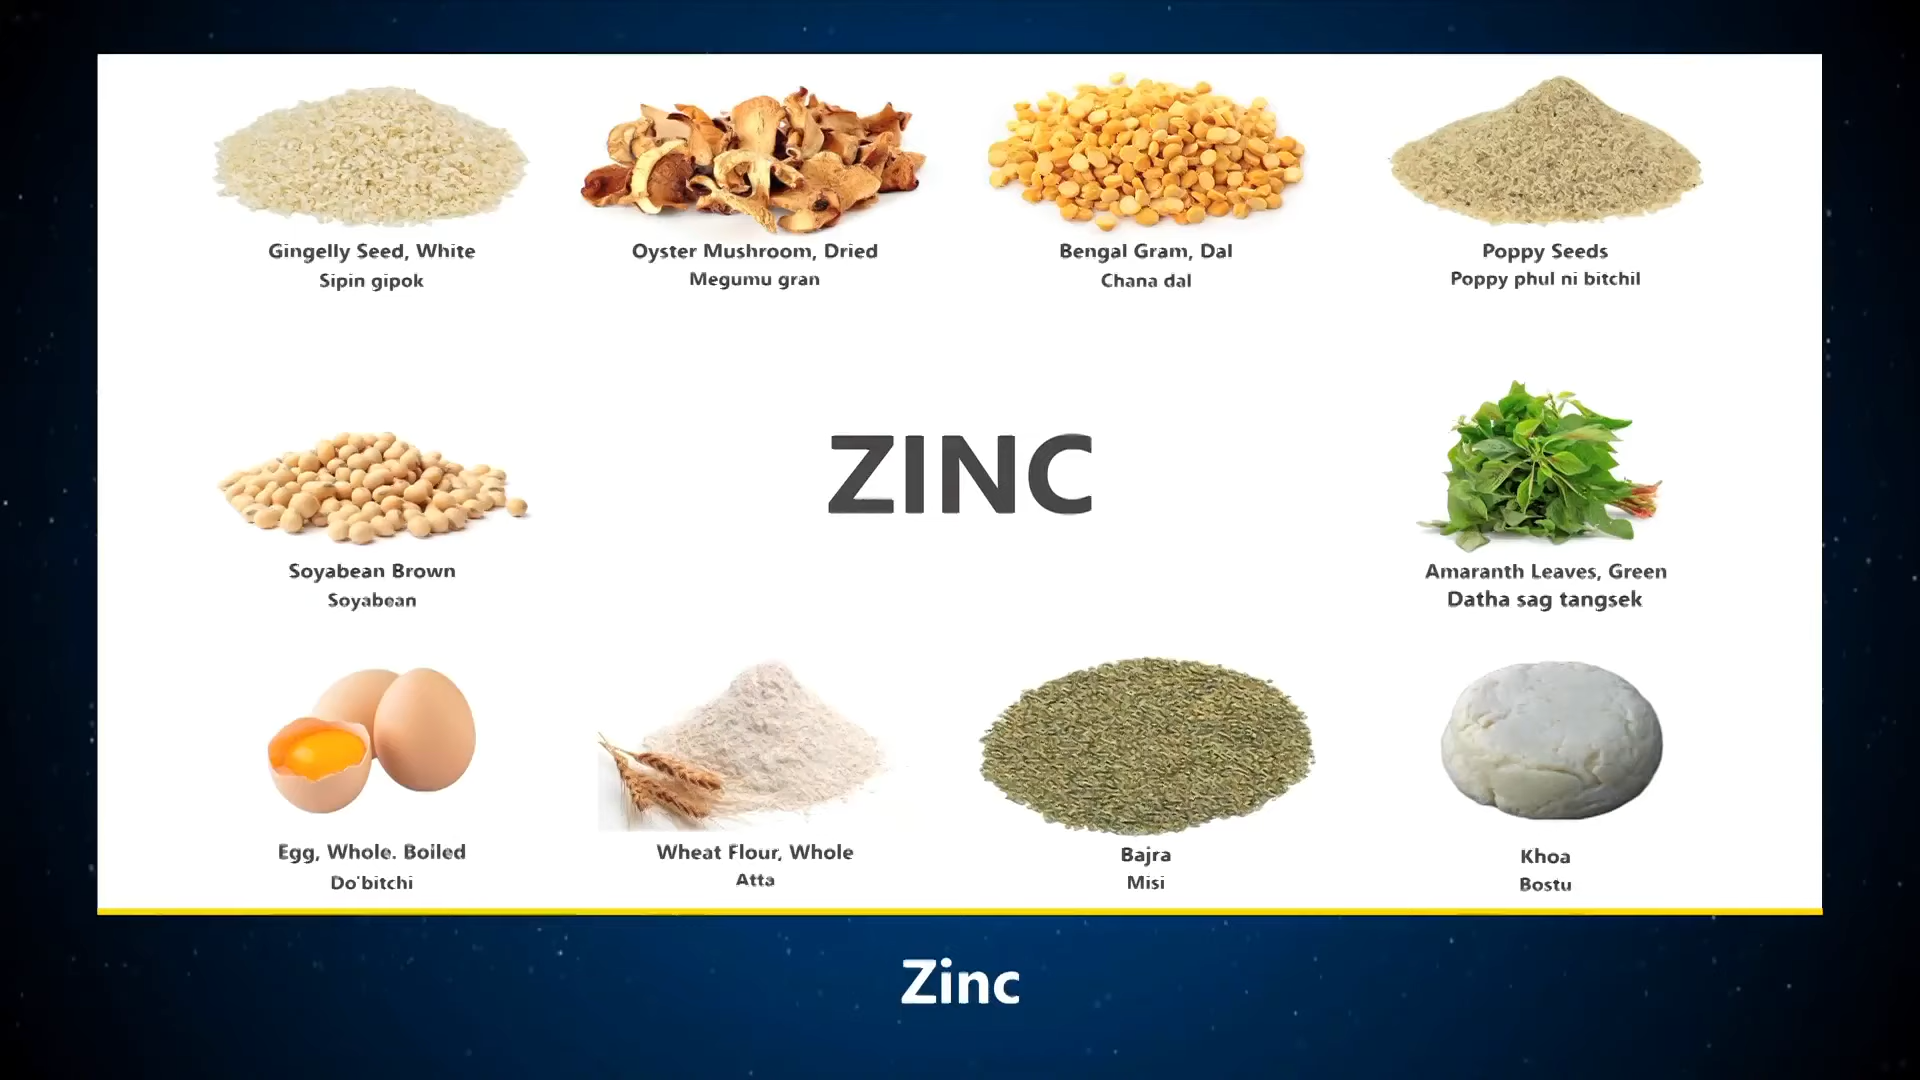 Gingelly Seed, White
Sipin gipok
Oyster Mushroom, Dried
Megumu gran
Bengal Gram, Dal
Chana dal
Poppy Seeds
Poppy phul ni bitchil
ZINC
Soyabean Brown
Soyabean
Amaranth Leaves, Green
Datha sag tangsek
Egg, Whole. Boiled
Do'bitchi
Wheat Flour, Whole
Atta
Bajra
Misi
Khoa
Bostu
Zinc